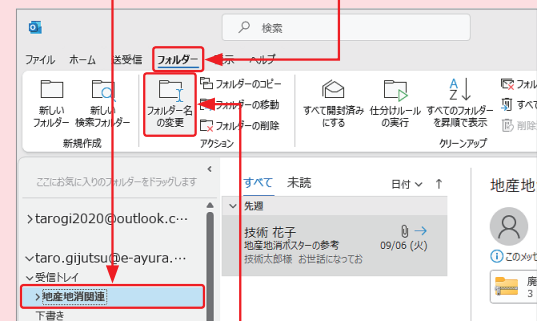 検索
ファイル ホーム 送受信 フォルダー 表示 ヘルプ
新しい
フォルダー
新しい
検索フォルダー
新規作成
フォルダー名
の変更
フォルダーのコピー
フォルダーの移動
フォルダーの削除
アクション
すべて開封済み
にする
仕分けルール
の実行
すべてのフォルダー
を昇順で表示
クリーンアップ
フォル
すべて
削除
ここにお気に入りのフォルダーをドラッグします
tarogi2020@outlook.c…
taro.gijutsu@e-ayura.…
受信トレイ
地産地消関連
下書き
すべて 未読 日付
先週
技術 花子
地産地消ポスターの参考 09/06 (火)
技術太郎様 お世話になってお
地産地
このメッセ
廃
3